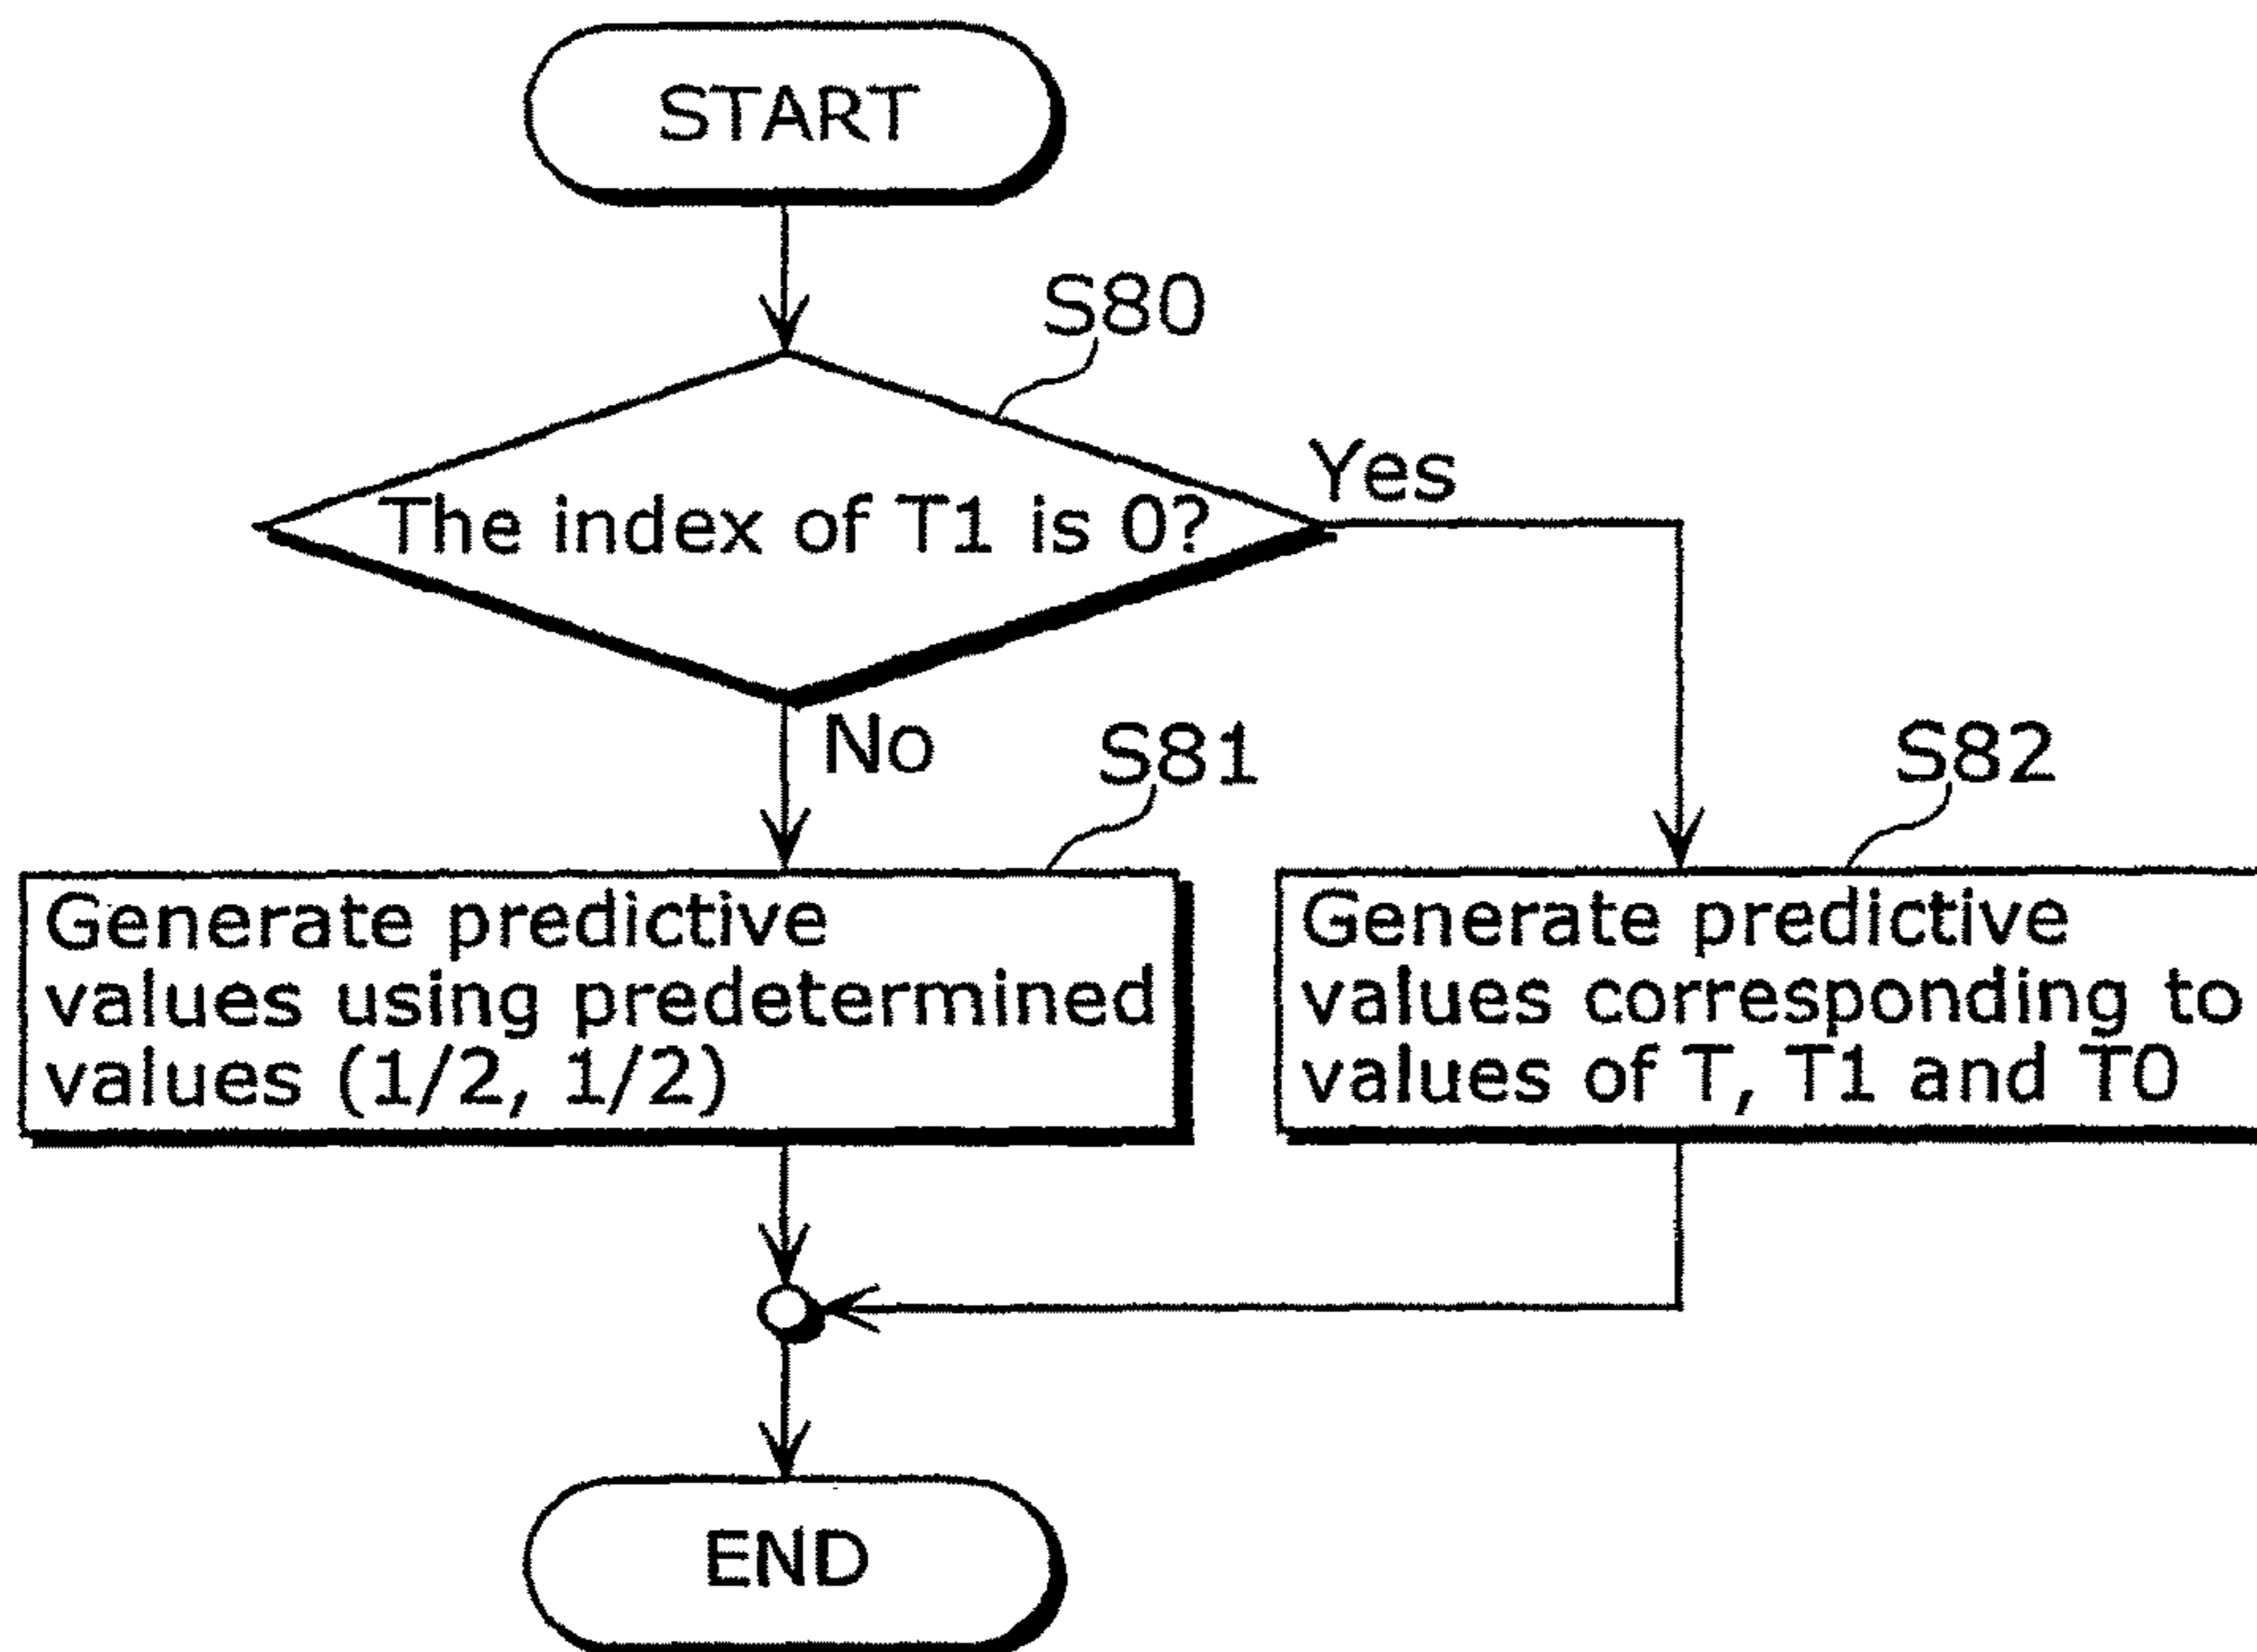 START
S80
The index of T1 is 0?
Yes
No
S81
S82
Generate predictive
values using predetermined
values (1/2, 1/2)
Generate predictive
values corresponding to
values of T, T1 and T0
END